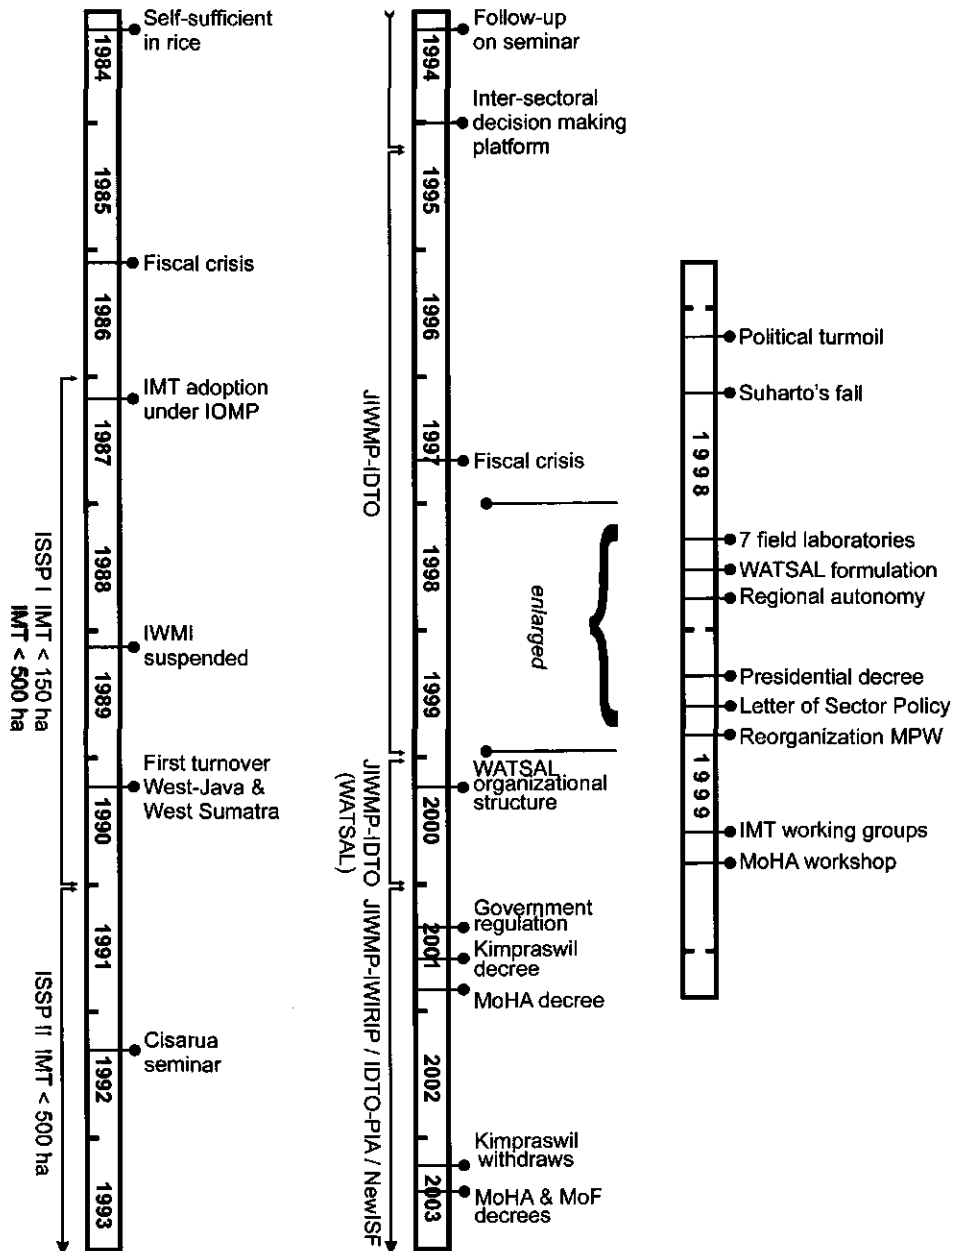 Self-sufficient
in rice
1984
1985
Fiscal crisis
1986
IMT adoption
under IOMP
1987
1988
IWMI
suspended
1989
First turnover
West-Java &
West Sumatra
1990
1991
Cisarua
seminar
1992
1993
ISSP I IMT < 150 ha
IMT < 500 ha
ISSP II IMT < 500 ha
Follow-up
on seminar
1994
Inter-sectoral
decision making
platform
1995
1996
1997
Fiscal crisis
1998
1999
WATSAL
organizational
structure
2000
Government
regulation
2001
Kimpraswil
decree
MoHA decree
2002
Kimpraswil
withdraws
2003
MoHA & MoF
decrees
JIWMP-IDTO
JIWMP-IDTO
(WATSAL)
JIWMP-IWIRIP / IDTO-PIA / NewISF
enlarged
Political turmoil
Suharto's fall
1998
7 field laboratories
WATSAL formulation
Regional autonomy
Presidential decree
Letter of Sector Policy
Reorganization MPW
1999
IMT working groups
MoHA workshop